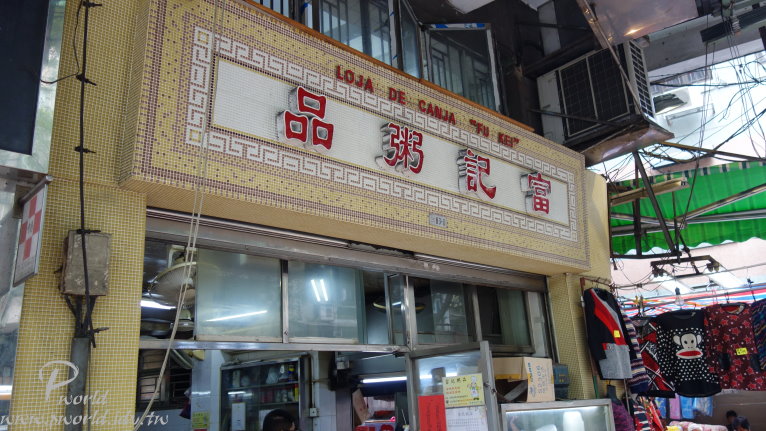 LOJA DE CANJA "FU KEI"
品粥記富
P
world
www.pworld.idv.tw